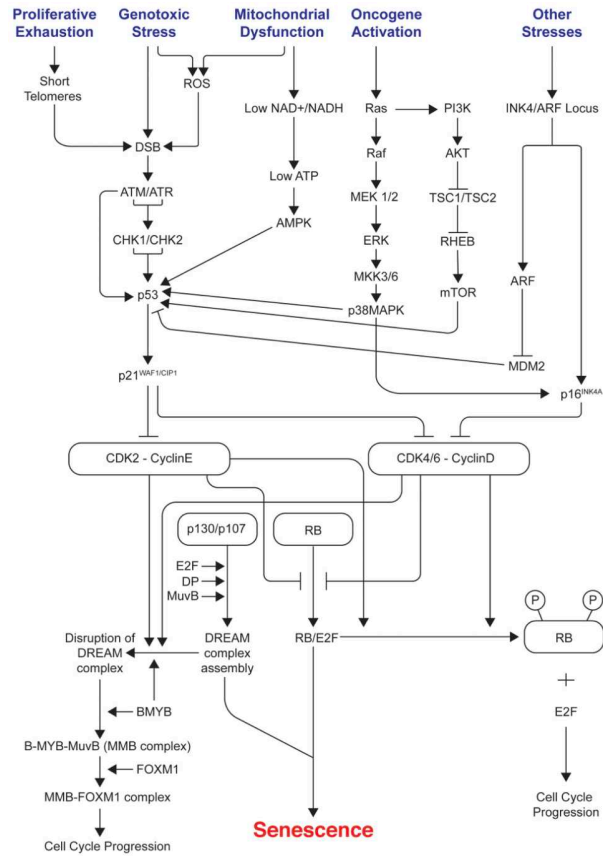 Proliferative
Exhaustion
Genotoxic
Stress
Mitochondrial
Dysfunction
Oncogene
Activation
Other
Stresses
Short
Telomeres
ROS
Low NAD+/NADH
Ras
PI3K
INK4/ARF Locus
DSB
Raf
AKT
ATM/ATR
Low ATP
MEK 1/2
TSC1/TSC2
CHK1/CHK2
AMPK
ERK
RHEB
MKK3/6
ARF
p53
p38MAPK
mTOR
MDM2
p21WAF1/CIP1
p16INK4A
CDK2 - CyclinE
CDK4/6 - CyclinD
p130/p107
RB
E2F
DP
MuvB
P
P
Disruption of
DREAM
complex
DREAM
complex
assembly
RB/E2F
RB
+
BMYB
E2F
B-MYB-MuvB (MMB complex)
FOXM1
MMB-FOXM1 complex
Cell Cycle
Progression
Cell Cycle Progression
Senescence